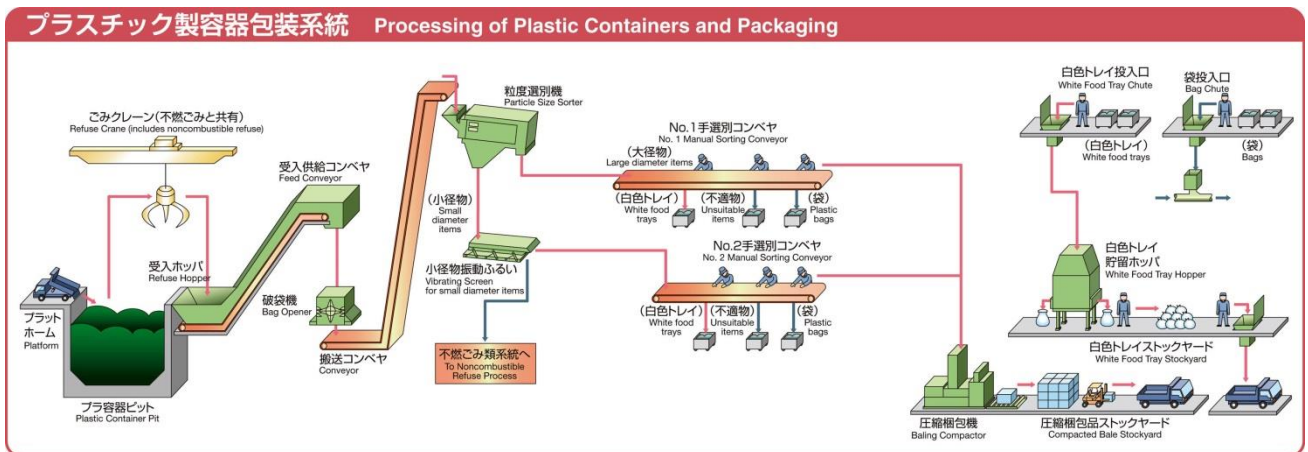 プラスチック製容器包装系統 Processing of Plastic Containers and Packaging
ごみクレーン(不燃ごみと共有)
Refuse Crane (includes noncombustible refuse)
受入供給コンベヤ
Feed Conveyor
受入ホッパ
Refuse Hopper
プラット
ホーム
Platform
プラ容器ピット
Plastic Container Pit
破袋機
Bag Opener
搬送コンベヤ
Conveyor
粒度選別機
Particle Size Sorter
(小径物)
Small
diameter
items
小径物振動ふるい
Vibrating Screen
for small diameter items
不燃ごみ類系統へ
To Noncombustible
Refuse Process
No.1手選別コンベヤ
No. 1 Manual Sorting Conveyor
(大径物)
Large diameter items
(白色トレイ)
White food
trays
(不適物)
Unsuitable
items
(袋)
Plastic
bags
No.2手選別コンベヤ
No. 2 Manual Sorting Conveyor
(白色トレイ)
White food
trays
(不適物)
Unsuitable
items
(袋)
Plastic
bags
白色トレイ投入口
White Food Tray Chute
(白色トレイ)
White food trays
袋投入口
Bag Chute
(袋)
Bags
白色トレイ
貯留ホッパ
White Food Tray Hopper
白色トレイストックヤード
White Food Tray Stockyard
圧縮梱包機
Baling Compactor
圧縮梱包品ストックヤード
Compacted Bale Stockyard